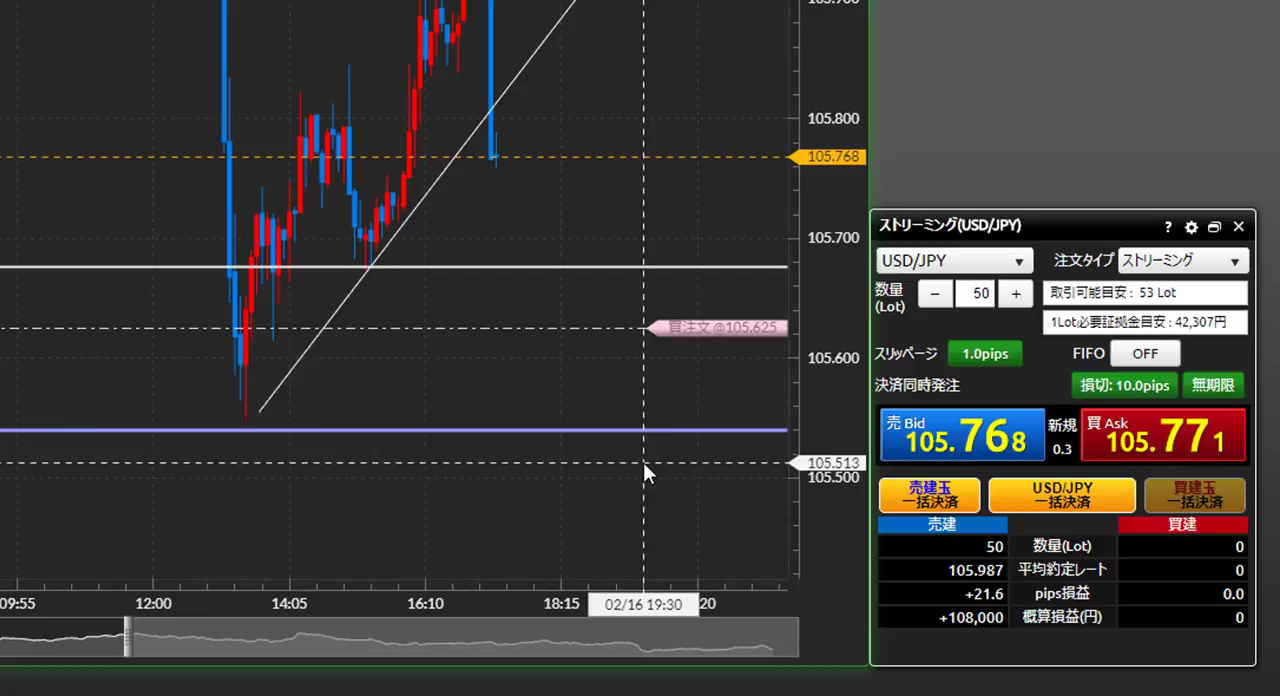 105.800
105.768
105.700
買注文 @105.625
105.600
105.513
105.500
09:55
12:00
14:05
16:10
18:15
02/16 19:30
20
ストリーミング(USD/JPY)
?
USD/JPY
注文タイプ
ストリーミング
数量
(Lot)
−
50
+
取引可能目安 : 53 Lot
1Lot必要証拠金目安 : 42,307円
スリッページ
1.0pips
FIFO
OFF
決済同時発注
損切: 10.0pips
無期限
売 Bid
105.768
新規
0.3
買 Ask
105.771
売建玉
一括決済
USD/JPY
一括決済
買建玉
一括決済
売建
買建
50 数量(Lot) 0
105.987 平均約定レート 0
+21.6 pips損益 0.0
+108,000 概算損益(円) 0